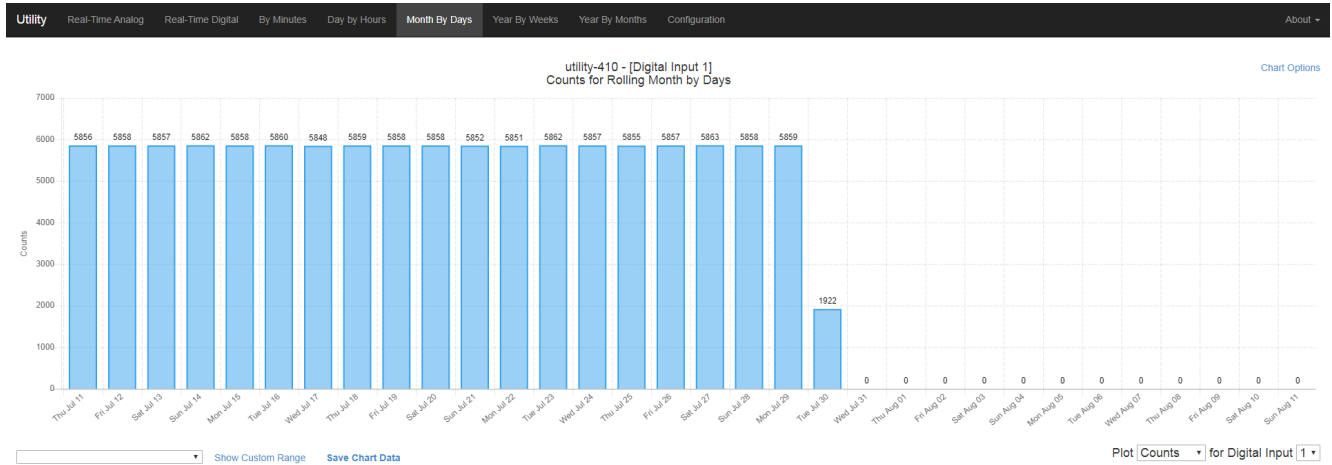 Utility Real-Time Analog Real-Time Digital By Minutes Day by Hours Month By Days Year By Weeks Year By Months Configuration About
utility-410 - [Digital Input 1]
Counts for Rolling Month by Days
Chart Options
7000
5856 5858 5857 5862 5858 5860 5848 5859 5858 5858 5852 5851 5862 5857 5855 5857 5863 5858 5859
6000
5000
4000
Counts
3000
2000
1922
1000
0 0 0 0 0 0 0 0 0 0 0 0
0
Thu Jul 11 Fri Jul 12 Sat Jul 13 Sun Jul 14 Mon Jul 15 Tue Jul 16 Wed Jul 17 Thu Jul 18 Fri Jul 19 Sat Jul 20 Sun Jul 21 Mon Jul 22 Tue Jul 23 Wed Jul 24 Thu Jul 25 Fri Jul 26 Sat Jul 27 Sun Jul 28 Mon Jul 29 Tue Jul 30 Wed Jul 31 Thu Aug 01 Fri Aug 02 Sat Aug 03 Sun Aug 04 Mon Aug 05 Tue Aug 06 Wed Aug 07 Thu Aug 08 Fri Aug 09 Sat Aug 10 Sun Aug 11
Show Custom Range Save Chart Data Plot Counts for Digital Input 1